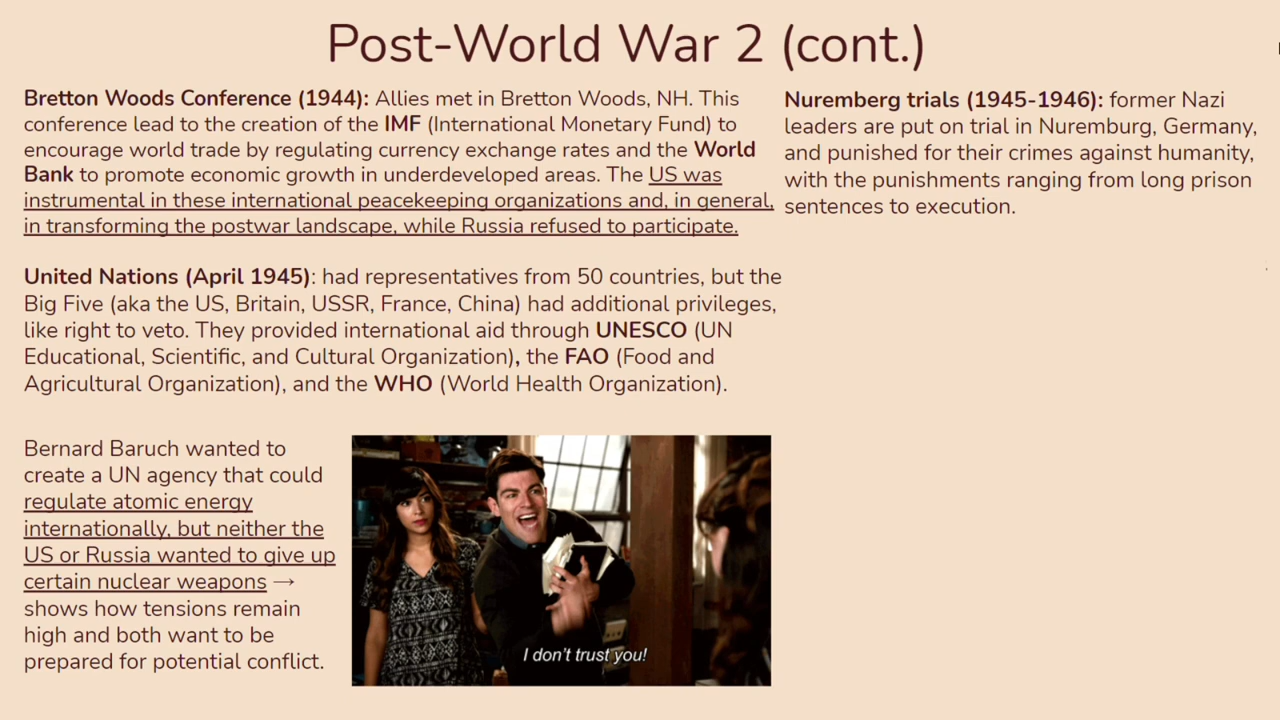 Post-World War 2 (cont.)
Bretton Woods Conference (1944): Allies met in Bretton Woods, NH. This
conference lead to the creation of the IMF (International Monetary Fund) to
encourage world trade by regulating currency exchange rates and the World
Bank to promote economic growth in underdeveloped areas. The US was
instrumental in these international peacekeeping organizations and, in general,
in transforming the postwar landscape, while Russia refused to participate.
United Nations (April 1945): had representatives from 50 countries, but the
Big Five (aka the US, Britain, USSR, France, China) had additional privileges,
like right to veto. They provided international aid through UNESCO (UN
Educational, Scientific, and Cultural Organization), the FAO (Food and
Agricultural Organization), and the WHO (World Health Organization).
Bernard Baruch wanted to
create a UN agency that could
regulate atomic energy
internationally, but neither the
US or Russia wanted to give up
certain nuclear weapons →
shows how tensions remain
high and both want to be
prepared for potential conflict.
I don't trust you!
Nuremberg trials (1945-1946): former Nazi
leaders are put on trial in Nuremburg, Germany,
and punished for their crimes against humanity,
with the punishments ranging from long prison
sentences to execution.